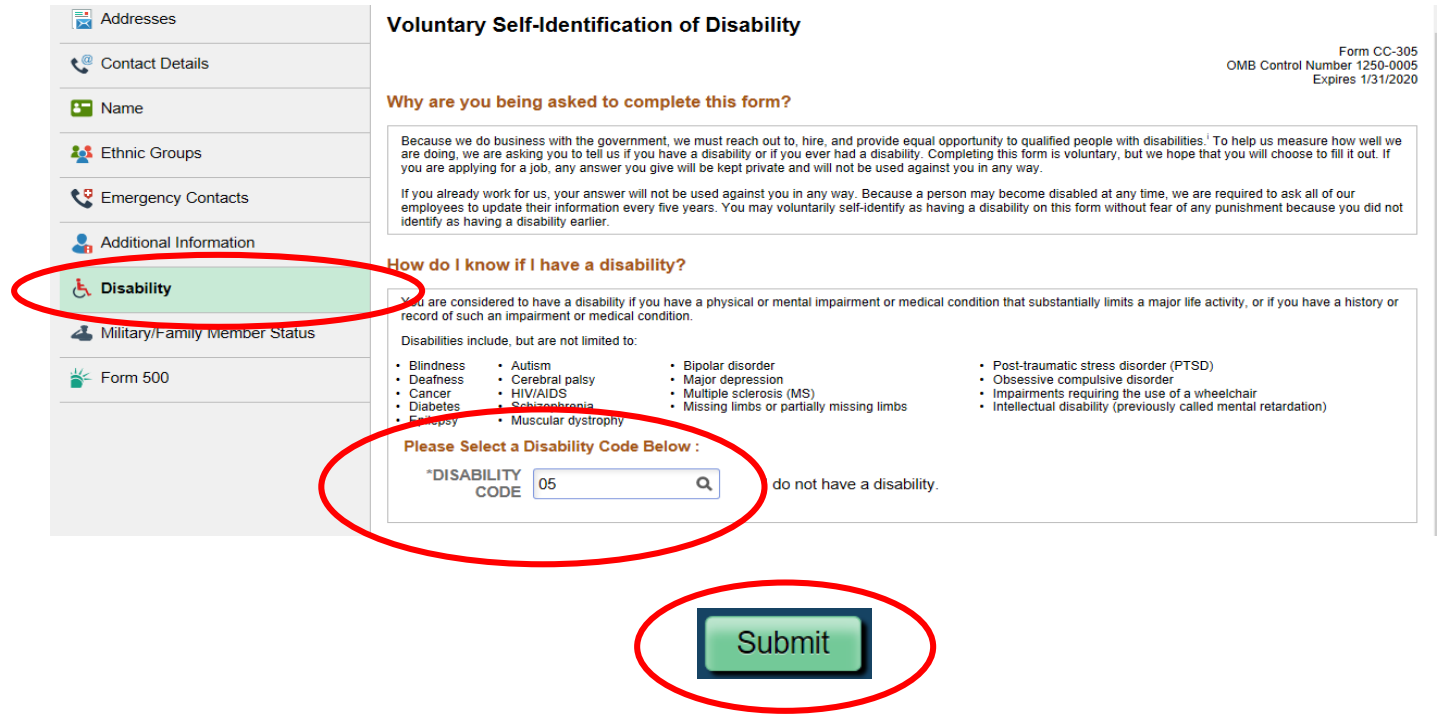 Addresses
Contact Details
Name
Ethnic Groups
Emergency Contacts
Additional Information
Disability
Military/Family Member Status
Form 500
Voluntary Self-Identification of Disability
Form CC-305
OMB Control Number 1250-0005
Expires 1/31/2020
Why are you being asked to complete this form?
Because we do business with the government, we must reach out to, hire, and provide equal opportunity to qualified people with disabilities.ⁱ To help us measure how well we
are doing, we are asking you to tell us if you have a disability or if you ever had a disability. Completing this form is voluntary, but we hope that you will choose to fill it out. If
you are applying for a job, any answer you give will be kept private and will not be used against you in any way.
If you already work for us, your answer will not be used against you in any way. Because a person may become disabled at any time, we are required to ask all of our
employees to update their information every five years. You may voluntarily self-identify as having a disability on this form without fear of any punishment because you did not
identify as having a disability earlier.
How do I know if I have a disability?
You are considered to have a disability if you have a physical or mental impairment or medical condition that substantially limits a major life activity, or if you have a history or
record of such an impairment or medical condition.
Disabilities include, but are not limited to:
• Blindness
• Deafness
• Cancer
• Diabetes
• Epilepsy
• Autism
• Cerebral palsy
• HIV/AIDS
• Schizophrenia
• Muscular dystrophy
• Bipolar disorder
• Major depression
• Multiple sclerosis (MS)
• Missing limbs or partially missing limbs
• Post-traumatic stress disorder (PTSD)
• Obsessive compulsive disorder
• Impairments requiring the use of a wheelchair
• Intellectual disability (previously called mental retardation)
Please Select a Disability Code Below :
*DISABILITY
CODE
05
do not have a disability.
Submit